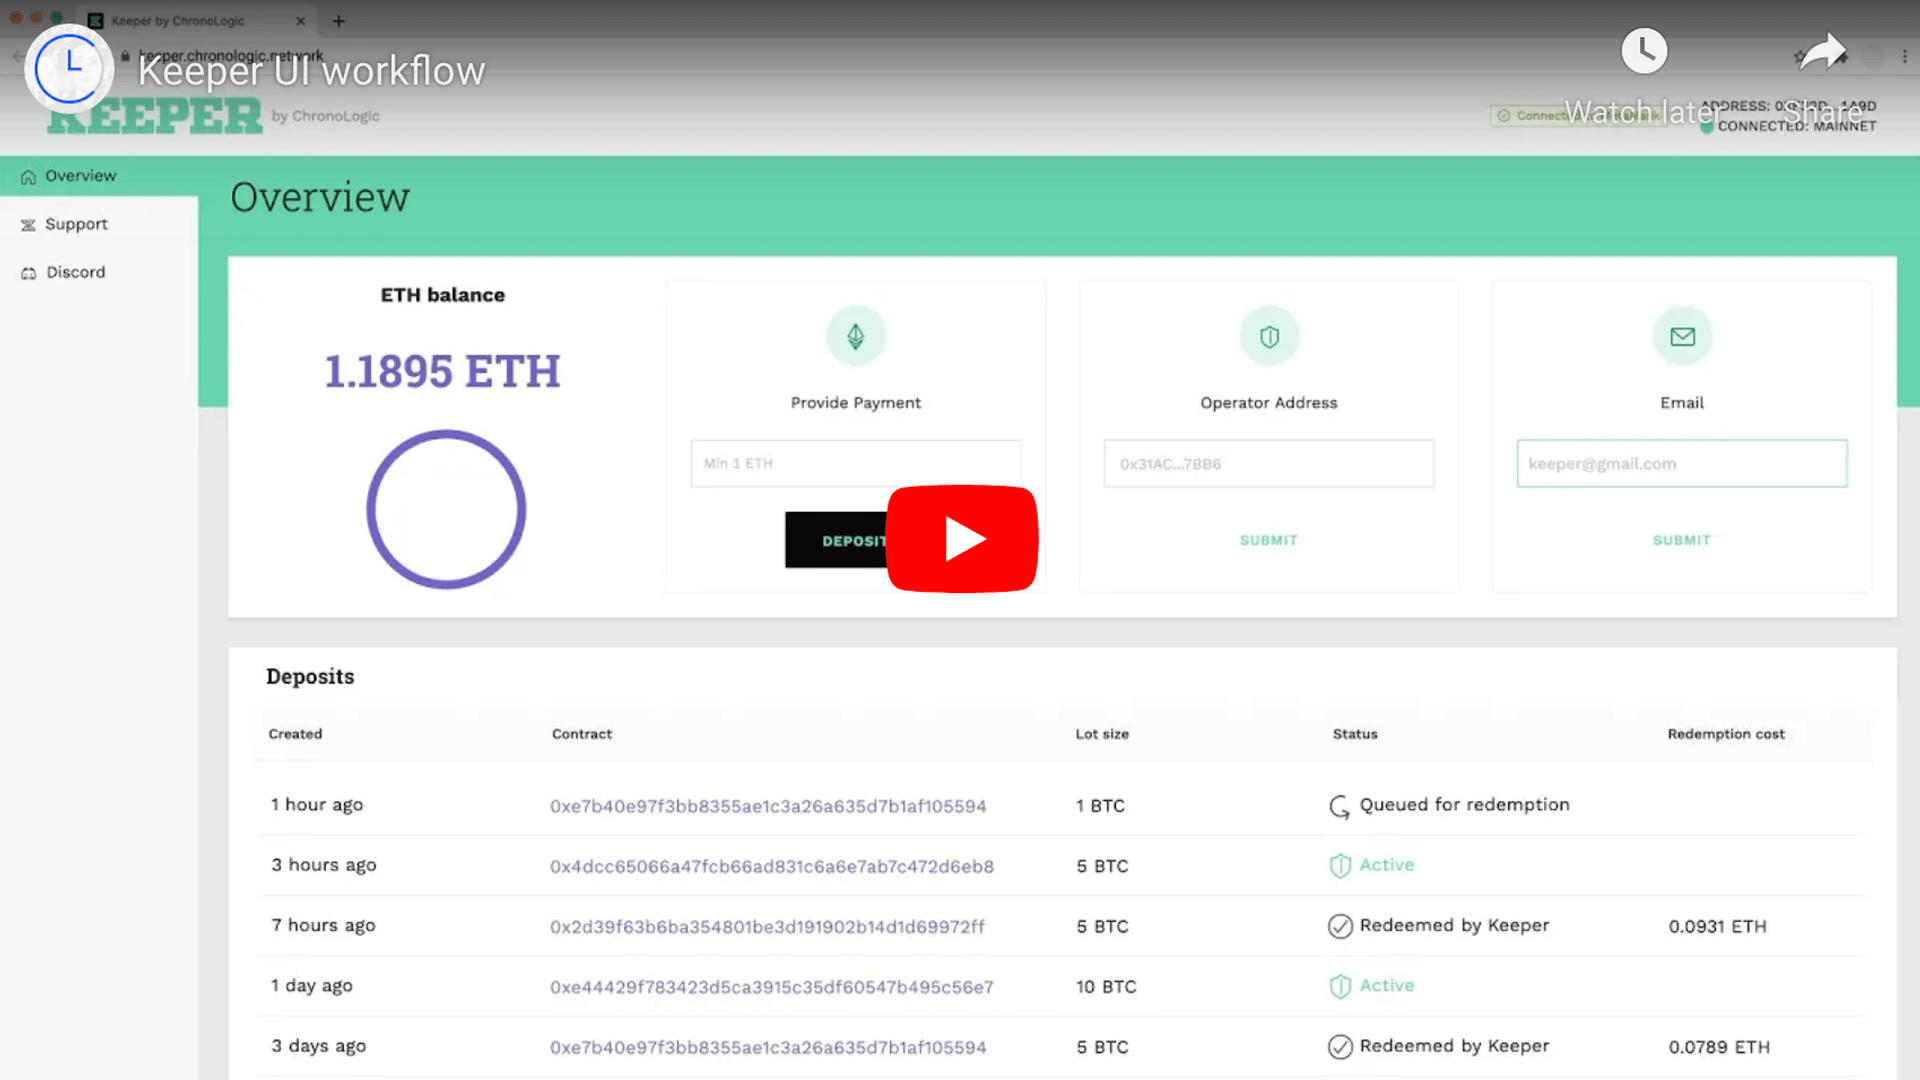 Keeper by ChronoLogic
keeper.chronologic.network
Keeper UI workflow
Watch later
Share
KEEPER by ChronoLogic
CONNECTED: MAINNET
Overview
Support
Discord
Overview
ETH balance
1.1895 ETH
Provide Payment
Min 1 ETH
DEPOSIT
Operator Address
0x31AC...7BB6
SUBMIT
Email
keeper@gmail.com
SUBMIT
Deposits
Created Contract Lot size Status Redemption cost
1 hour ago 0xe7b40e97f3bb8355ae1c3a26a635d7b1af105594 1 BTC Queued for redemption
3 hours ago 0x4dcc65066a47fcb66ad831c6a6e7ab7c472d6eb8 5 BTC Active
7 hours ago 0x2d39f63b6ba354801be3d191902b14d1d69972ff 5 BTC Redeemed by Keeper 0.0931 ETH
1 day ago 0xe44429f783423d5ca3915c35df60547b495c56e7 10 BTC Active
3 days ago 0xe7b40e97f3bb8355ae1c3a26a635d7b1af105594 5 BTC Redeemed by Keeper 0.0789 ETH